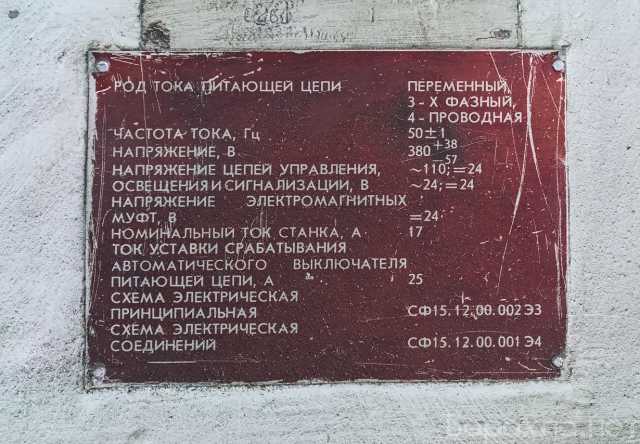 РОД ТОКА ПИТАЮЩЕЙ ЦЕПИ ПЕРЕМЕННЫЙ,
3 - Х ФАЗНЫЙ,
4 - ПРОВОДНАЯ
ЧАСТОТА ТОКА, Гц 50±1
НАПРЯЖЕНИЕ, В 380 +38 -57
НАПРЯЖЕНИЕ ЦЕПЕЙ УПРАВЛЕНИЯ, ~110; =24
ОСВЕЩЕНИЯ И СИГНАЛИЗАЦИИ, В ~24; =24
НАПРЯЖЕНИЕ ЭЛЕКТРОМАГНИТНЫХ
МУФТ, В =24
НОМИНАЛЬНЫЙ ТОК СТАНКА, А 17
ТОК УСТАВКИ СРАБАТЫВАНИЯ
АВТОМАТИЧЕСКОГО ВЫКЛЮЧАТЕЛЯ
ПИТАЮЩЕЙ ЦЕПИ, А 25
СХЕМА ЭЛЕКТРИЧЕСКАЯ
ПРИНЦИПИАЛЬНАЯ СФ15.12.00.002Э3
СХЕМА ЭЛЕКТРИЧЕСКАЯ
СОЕДИНЕНИЙ СФ15.12.00.001Э4